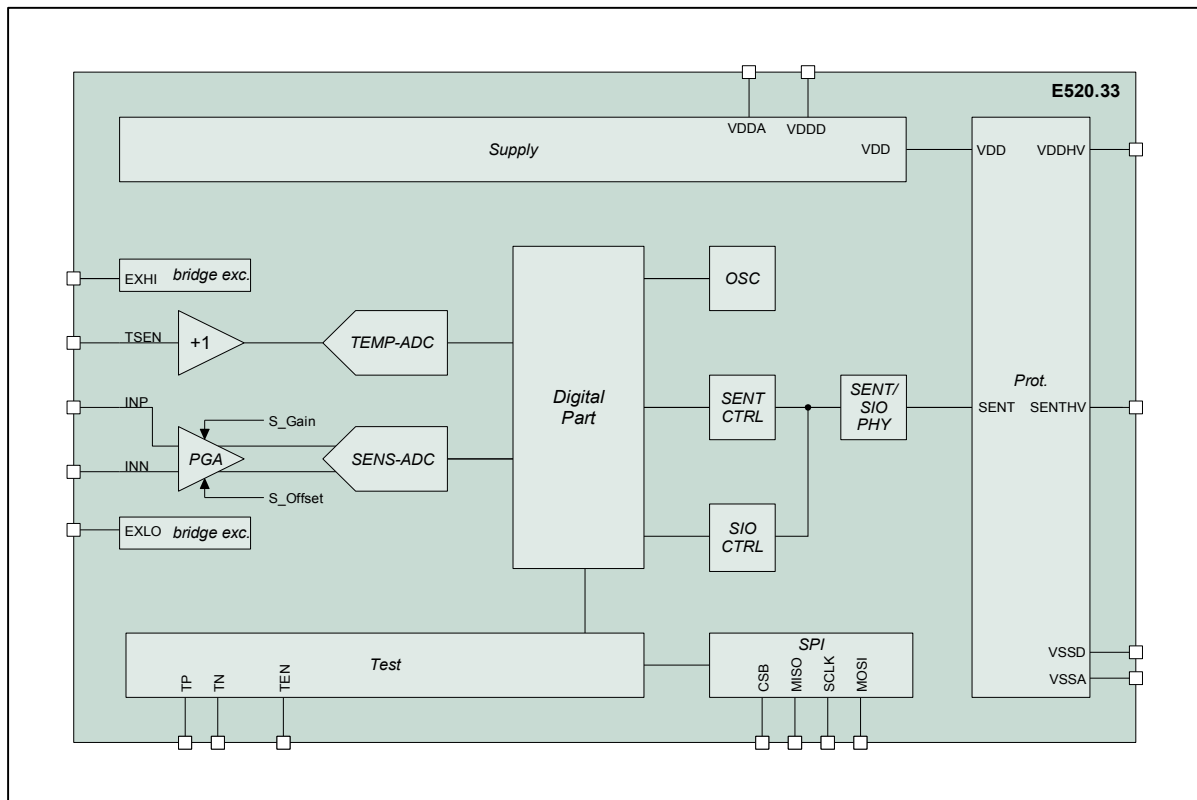 E520.33
VDDA
VDDD
Supply
VDD
VDD
VDDHV
EXHI
bridge exc.
OSC
TSEN
+1
TEMP-ADC
Digital
Part
Prot.
INP
S_Gain
SENT
CTRL
SENT/
SIO
PHY
SENT
SENTHV
PGA
SENS-ADC
INN
S_Offset
EXLO
bridge exc.
SIO
CTRL
Test
TP
TN
TEN
SPI
CSB
MISO
SCLK
MOSI
VSSD
VSSA